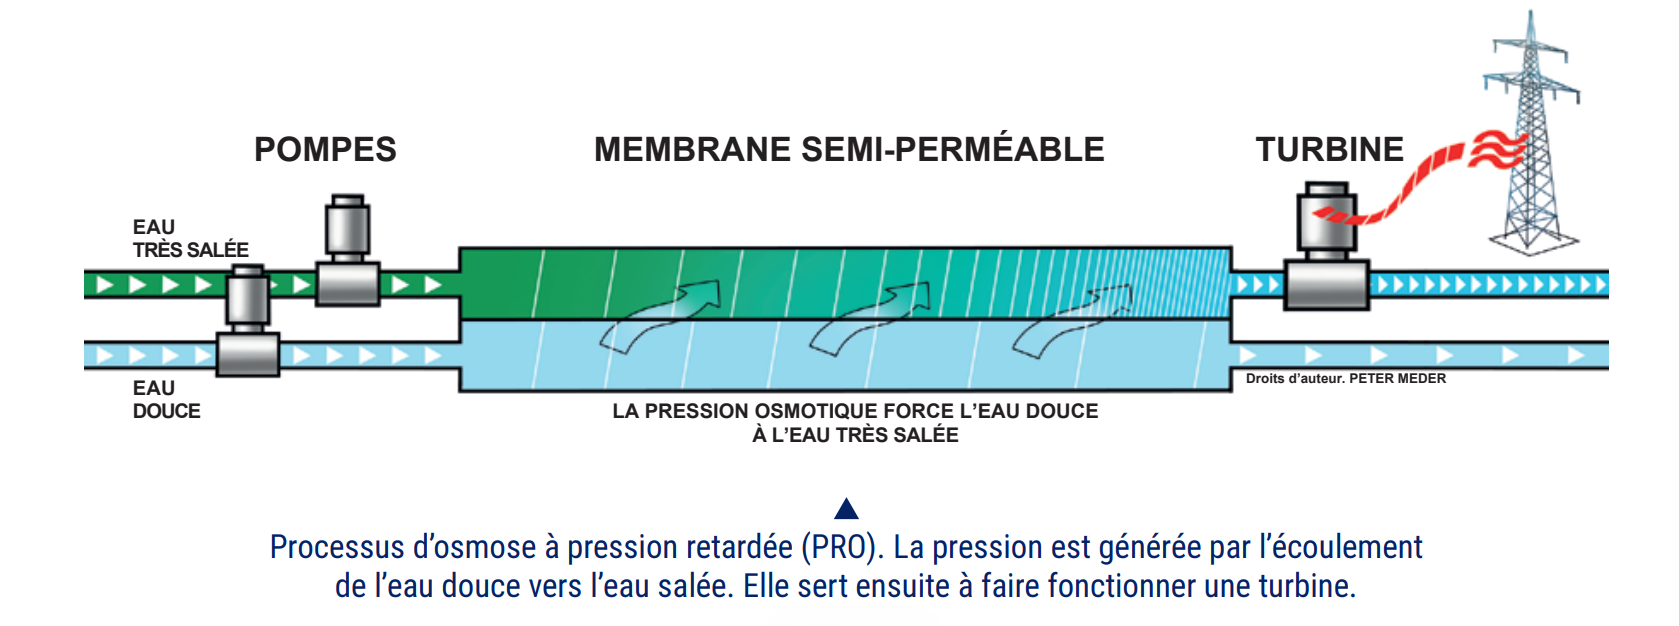 POMPES
MEMBRANE SEMI-PERMÉABLE
TURBINE
EAU
TRÈS SALÉE
EAU
DOUCE
Droits d’auteur. PETER MEDER
LA PRESSION OSMOTIQUE FORCE L’EAU DOUCE
À L’EAU TRÈS SALÉE
Processus d’osmose à pression retardée (PRO). La pression est générée par l’écoulement
de l’eau douce vers l’eau salée. Elle sert ensuite à faire fonctionner une turbine.